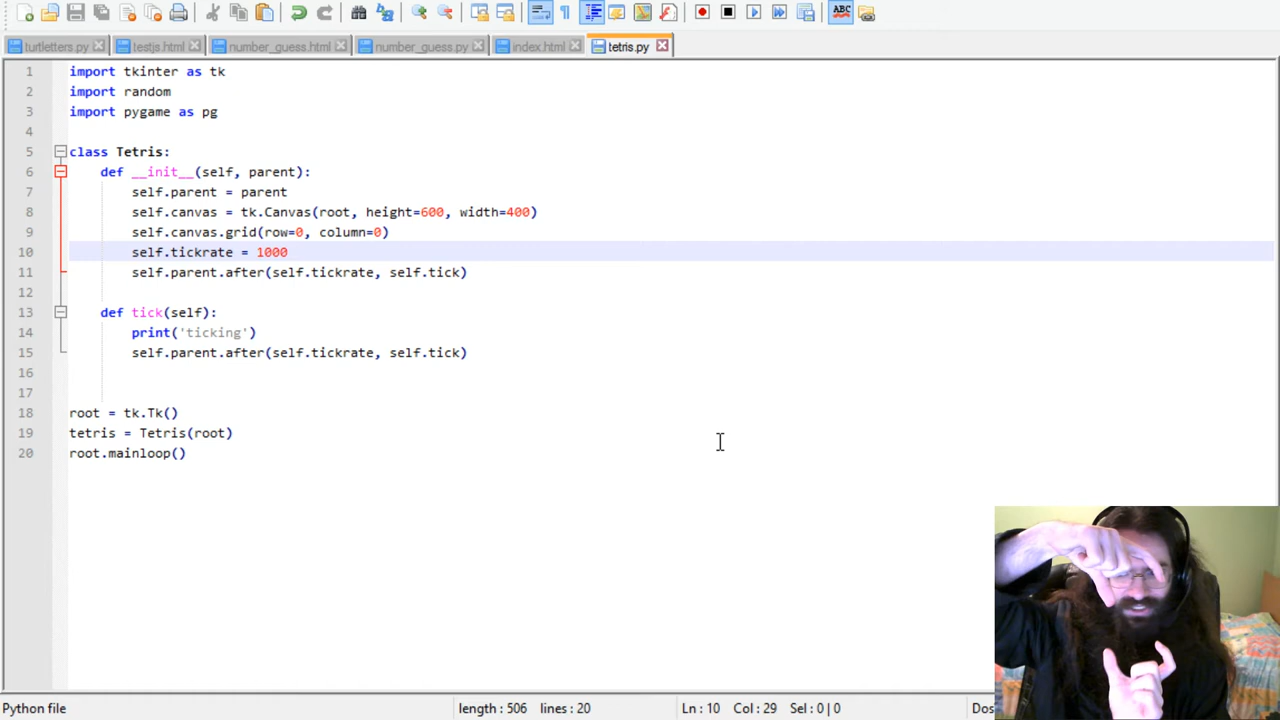 ABC
turtletters.py
testjs.html
number_guess.html
number_guess.py
index.html
tetris.py
1 import tkinter as tk
2 import random
3 import pygame as pg
4
5 class Tetris:
6 def __init__(self, parent):
7 self.parent = parent
8 self.canvas = tk.Canvas(root, height=600, width=400)
9 self.canvas.grid(row=0, column=0)
10 self.tickrate = 1000
11 self.parent.after(self.tickrate, self.tick)
12
13 def tick(self):
14 print('ticking')
15 self.parent.after(self.tickrate, self.tick)
16
17
18 root = tk.Tk()
19 tetris = Tetris(root)
20 root.mainloop()
Python file length : 506 lines : 20 Ln : 10 Col : 29 Sel : 0 | 0 Dos